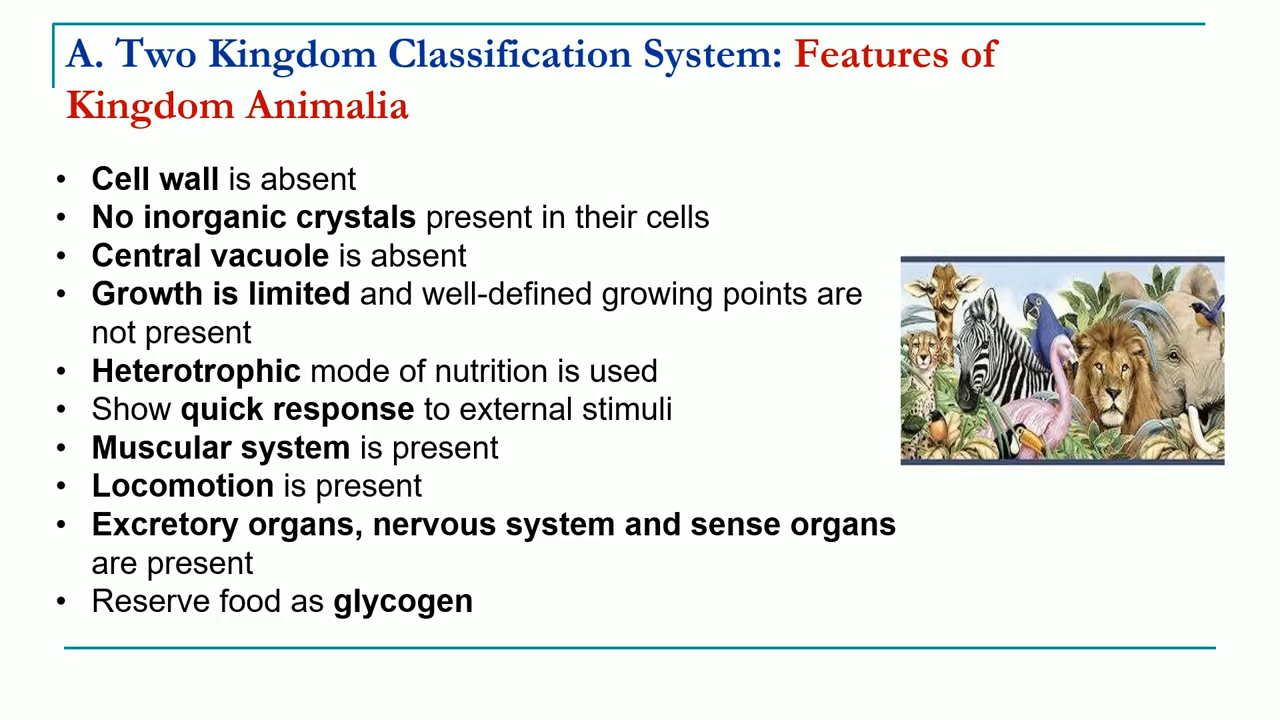 A. Two Kingdom Classification System: Features of
Kingdom Animalia
• Cell wall is absent
• No inorganic crystals present in their cells
• Central vacuole is absent
• Growth is limited and well-defined growing points are
not present
• Heterotrophic mode of nutrition is used
• Show quick response to external stimuli
• Muscular system is present
• Locomotion is present
• Excretory organs, nervous system and sense organs
are present
• Reserve food as glycogen